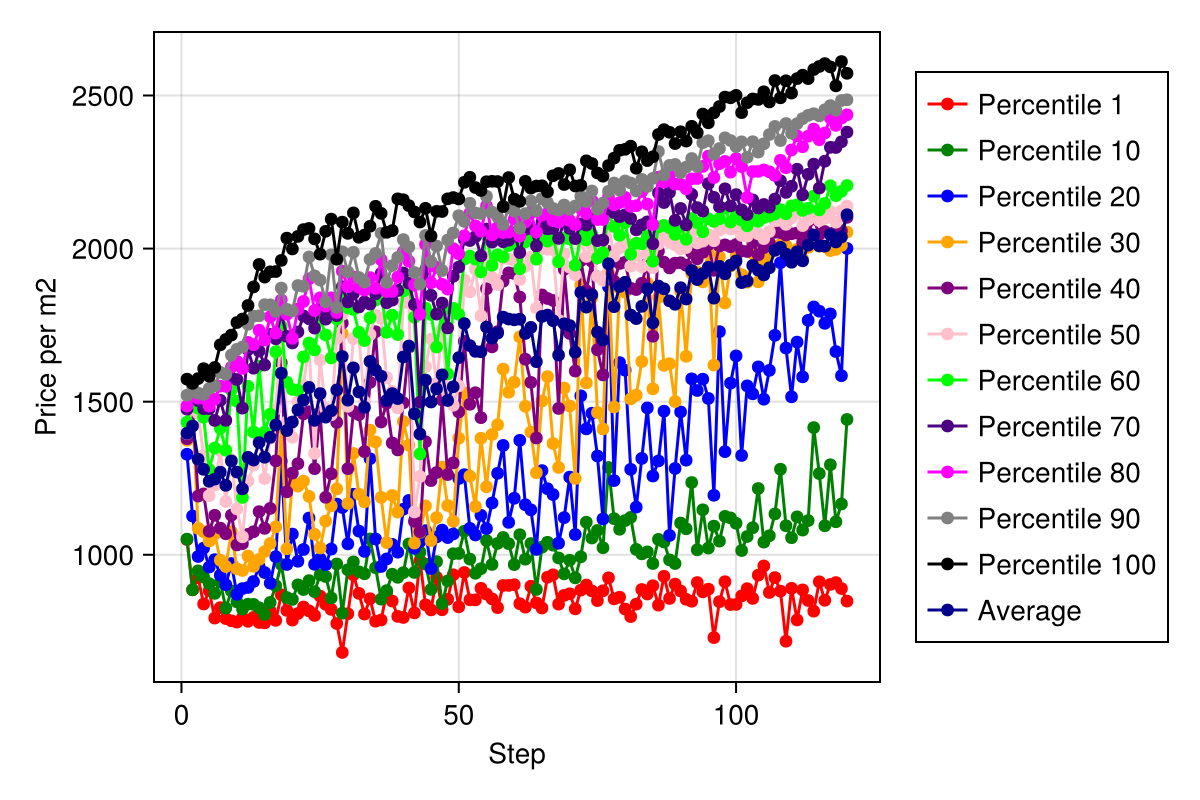 2500
2000
1500
1000
Price per m2
0
50
100
Step
Percentile 1
Percentile 10
Percentile 20
Percentile 30
Percentile 40
Percentile 50
Percentile 60
Percentile 70
Percentile 80
Percentile 90
Percentile 100
Average